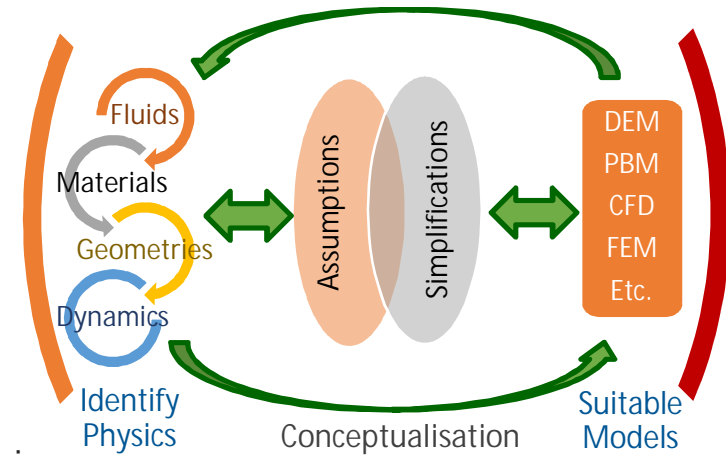 Fluids
Materials
Geometries
Dynamics
Identify
Physics
Assumptions
Simplifications
Conceptualisation
DEM
PBM
CFD
FEM
Etc.
Suitable
Models
.